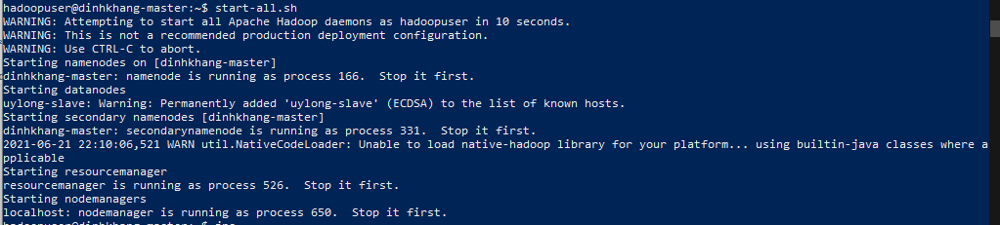 hadoopuser@dinhkhang-master:~$ start-all.sh
WARNING: Attempting to start all Apache Hadoop daemons as hadoopuser in 10 seconds.
WARNING: This is not a recommended production deployment configuration.
WARNING: Use CTRL-C to abort.
Starting namenodes on [dinhkhang-master]
dinhkhang-master: namenode is running as process 166.  Stop it first.
Starting datanodes
uylong-slave: Warning: Permanently added 'uylong-slave' (ECDSA) to the list of known hosts.
Starting secondary namenodes [dinhkhang-master]
dinhkhang-master: secondarynamenode is running as process 331.  Stop it first.
2021-06-21 22:10:06,521 WARN util.NativeCodeLoader: Unable to load native-hadoop library for your platform... using builtin-java classes where a
pplicable
Starting resourcemanager
resourcemanager is running as process 526.  Stop it first.
Starting nodemanagers
localhost: nodemanager is running as process 650.  Stop it first.